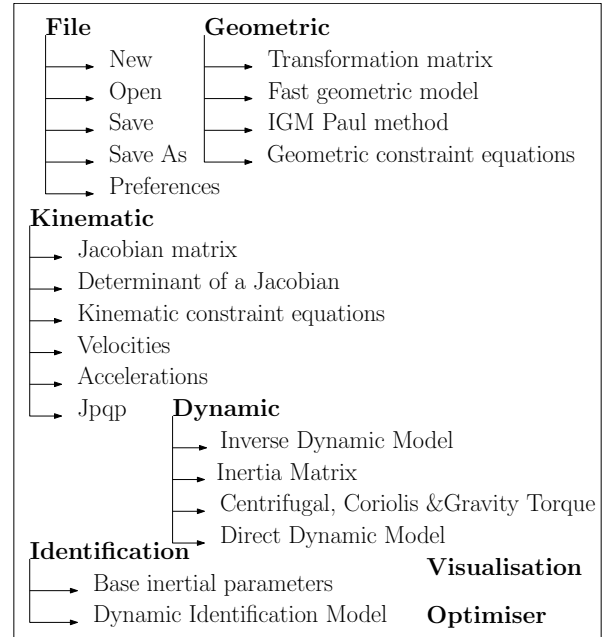 File
New
Open
Save
Save As
Preferences
Geometric
Transformation matrix
Fast geometric model
IGM Paul method
Geometric constraint equations
Kinematic
Jacobian matrix
Determinant of a Jacobian
Kinematic constraint equations
Velocities
Accelerations
Jpqp
Dynamic
Inverse Dynamic Model
Inertia Matrix
Centrifugal, Coriolis &Gravity Torque
Direct Dynamic Model
Identification
Base inertial parameters
Dynamic Identification Model
Visualisation
Optimiser